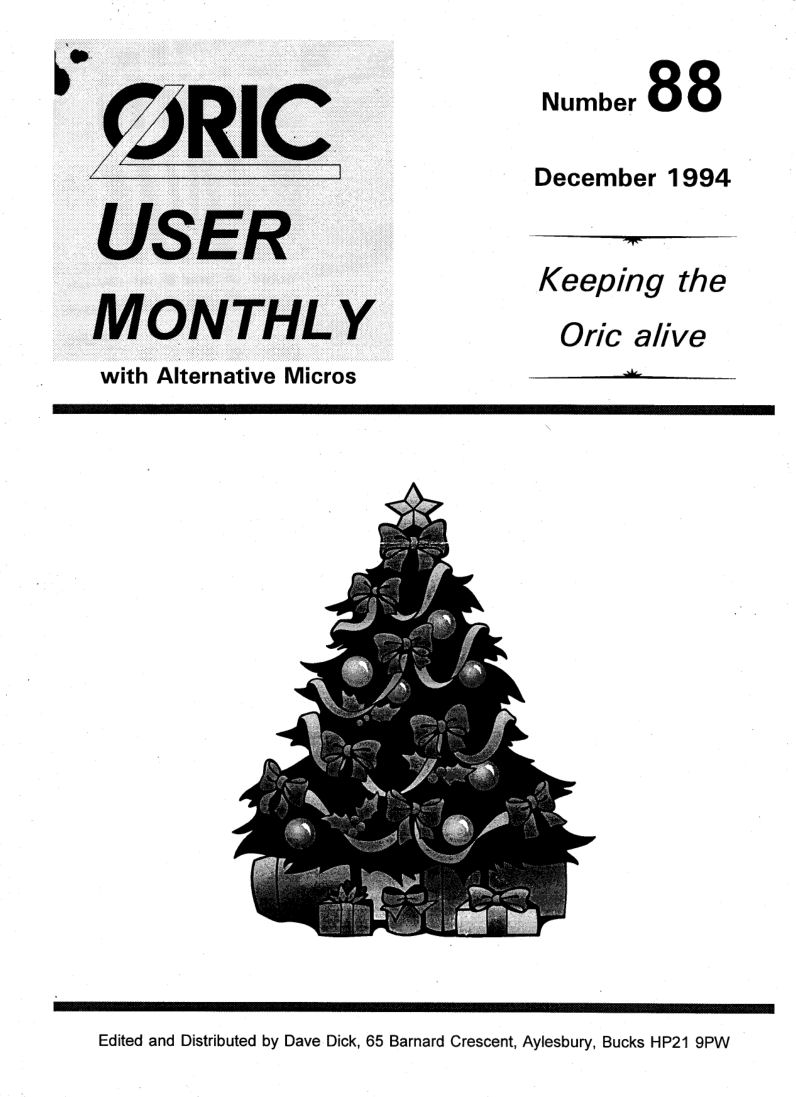 ORIC
USER
MONTHLY
with Alternative Micros
Number 88
December 1994
Keeping the
Oric alive
Edited and Distributed by Dave Dick, 65 Barnard Crescent, Aylesbury, Bucks HP21 9PW